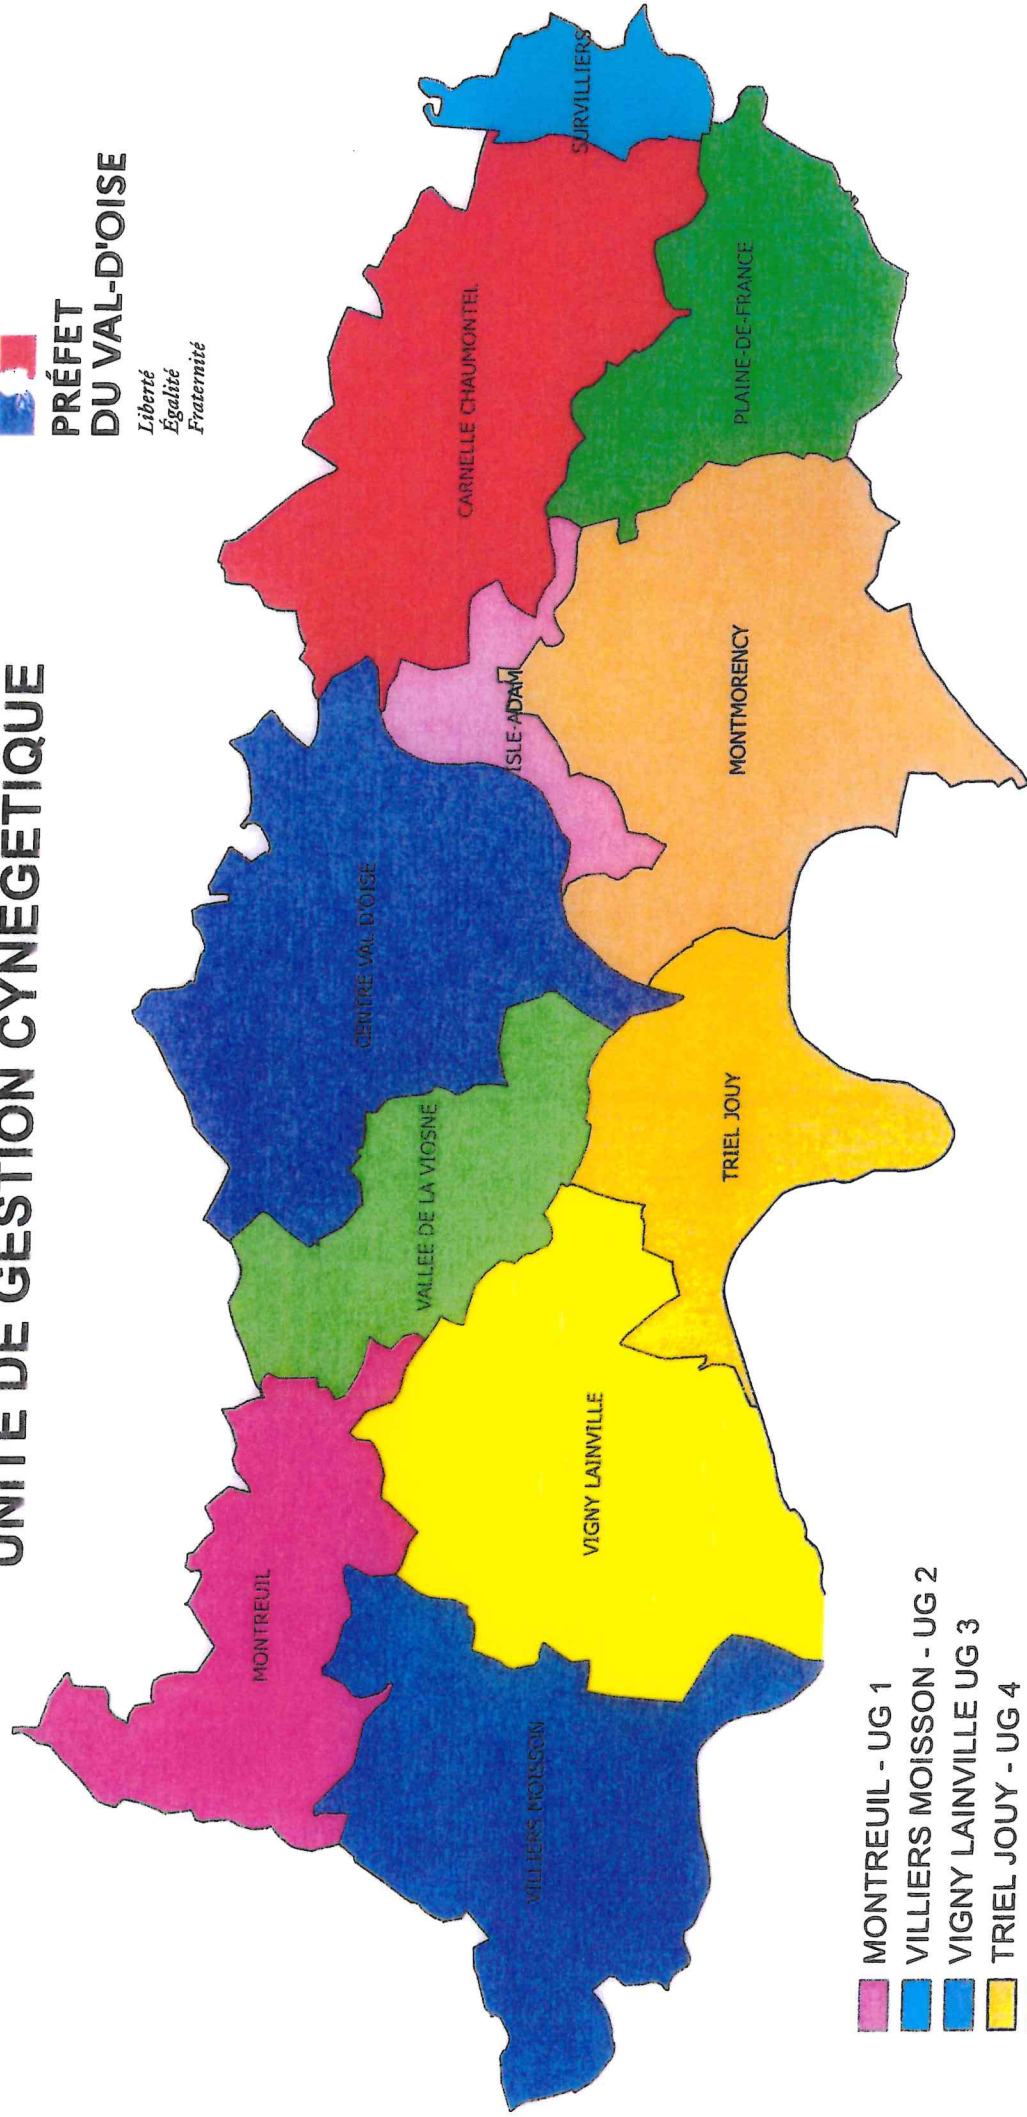 UNITE DE GESTION CYNEGETIQUE
PRÉFET
DU VAL-D'OISE
Liberté
Égalité
Fraternité
MONTREUIL
VALLEE DE LA VIOSNE
CENTRE VAL D'OISE
CARNELLE CHAUMONTEL
SURVILLIERS
ISLE-ADAM
VILLIERS MOISSON
VIGNY LAINVILLE
TRIEL JOUY
MONTMORENCY
PLAINE-DE-FRANCE
MONTREUIL - UG 1
VILLIERS MOISSON - UG 2
VIGNY LAINVILLE UG 3
TRIEL JOUY - UG 4